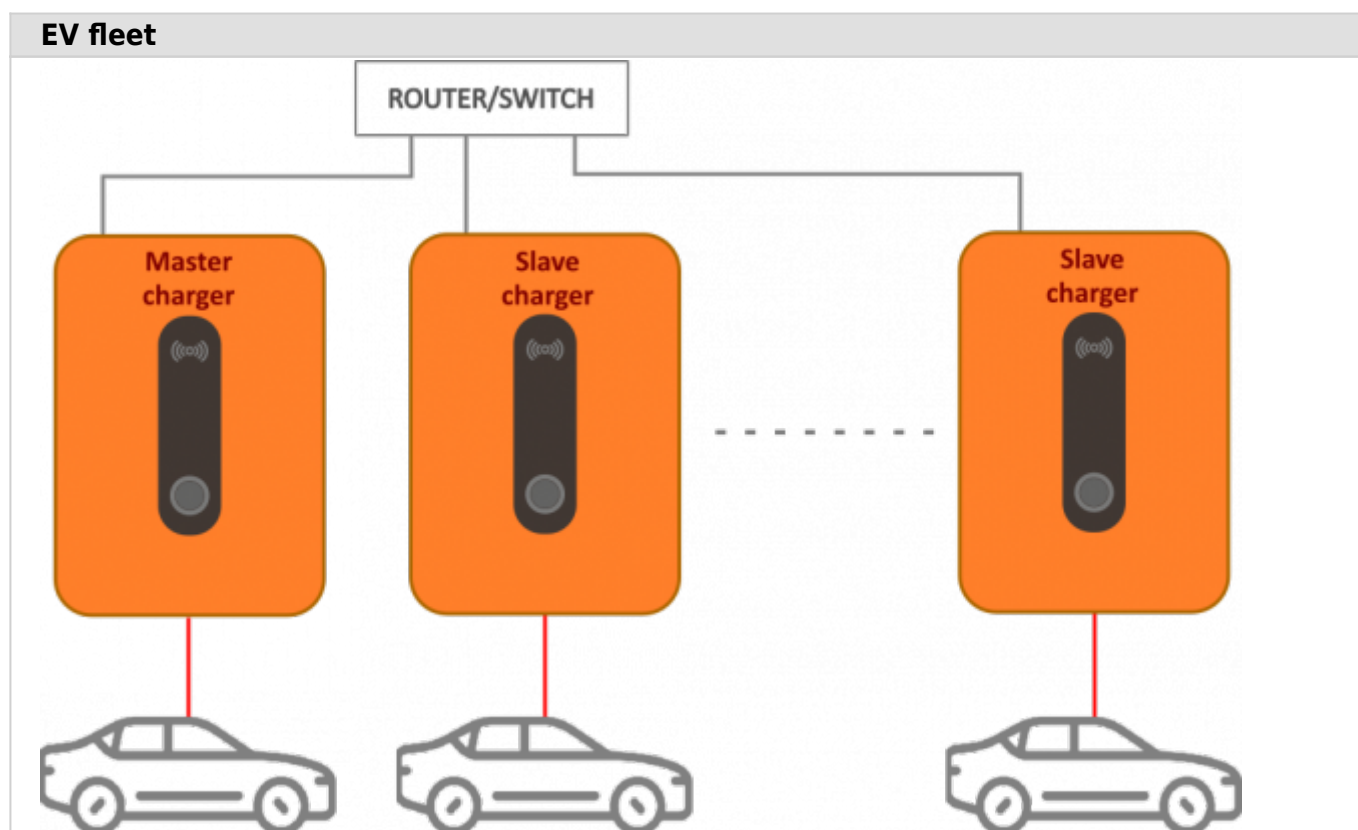 EV fleet
ROUTER/SWITCH
Master
charger
Slave
charger
Slave
charger